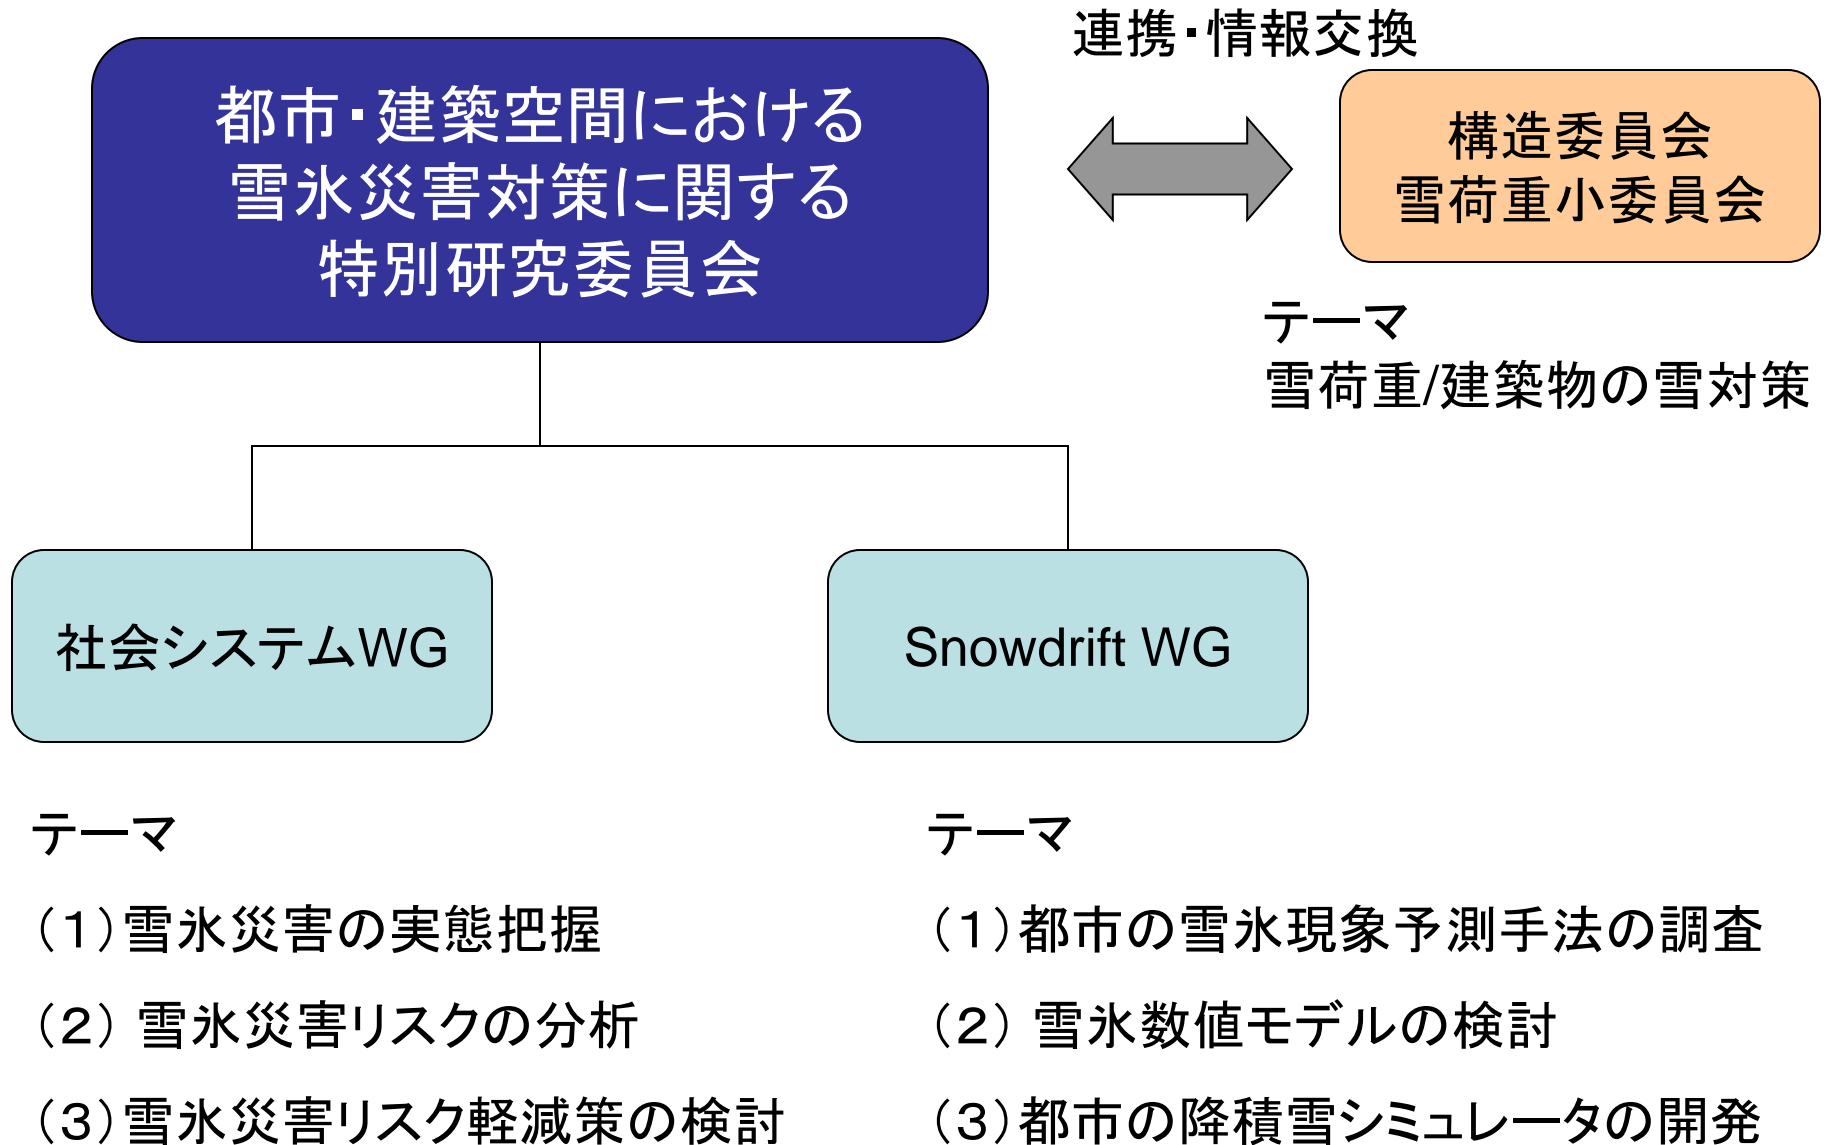 連携・情報交換
都市・建築空間における
雪氷災害対策に関する
特別研究委員会
構造委員会
雪荷重小委員会
テーマ
雪荷重/建築物の雪対策
社会システムWG
Snowdrift WG
テーマ
（１）雪氷災害の実態把握
（２） 雪氷災害リスクの分析
（３）雪氷災害リスク軽減策の検討
テーマ
（１）都市の雪氷現象予測手法の調査
（２） 雪氷数値モデルの検討
（３）都市の降積雪シミュレータの開発